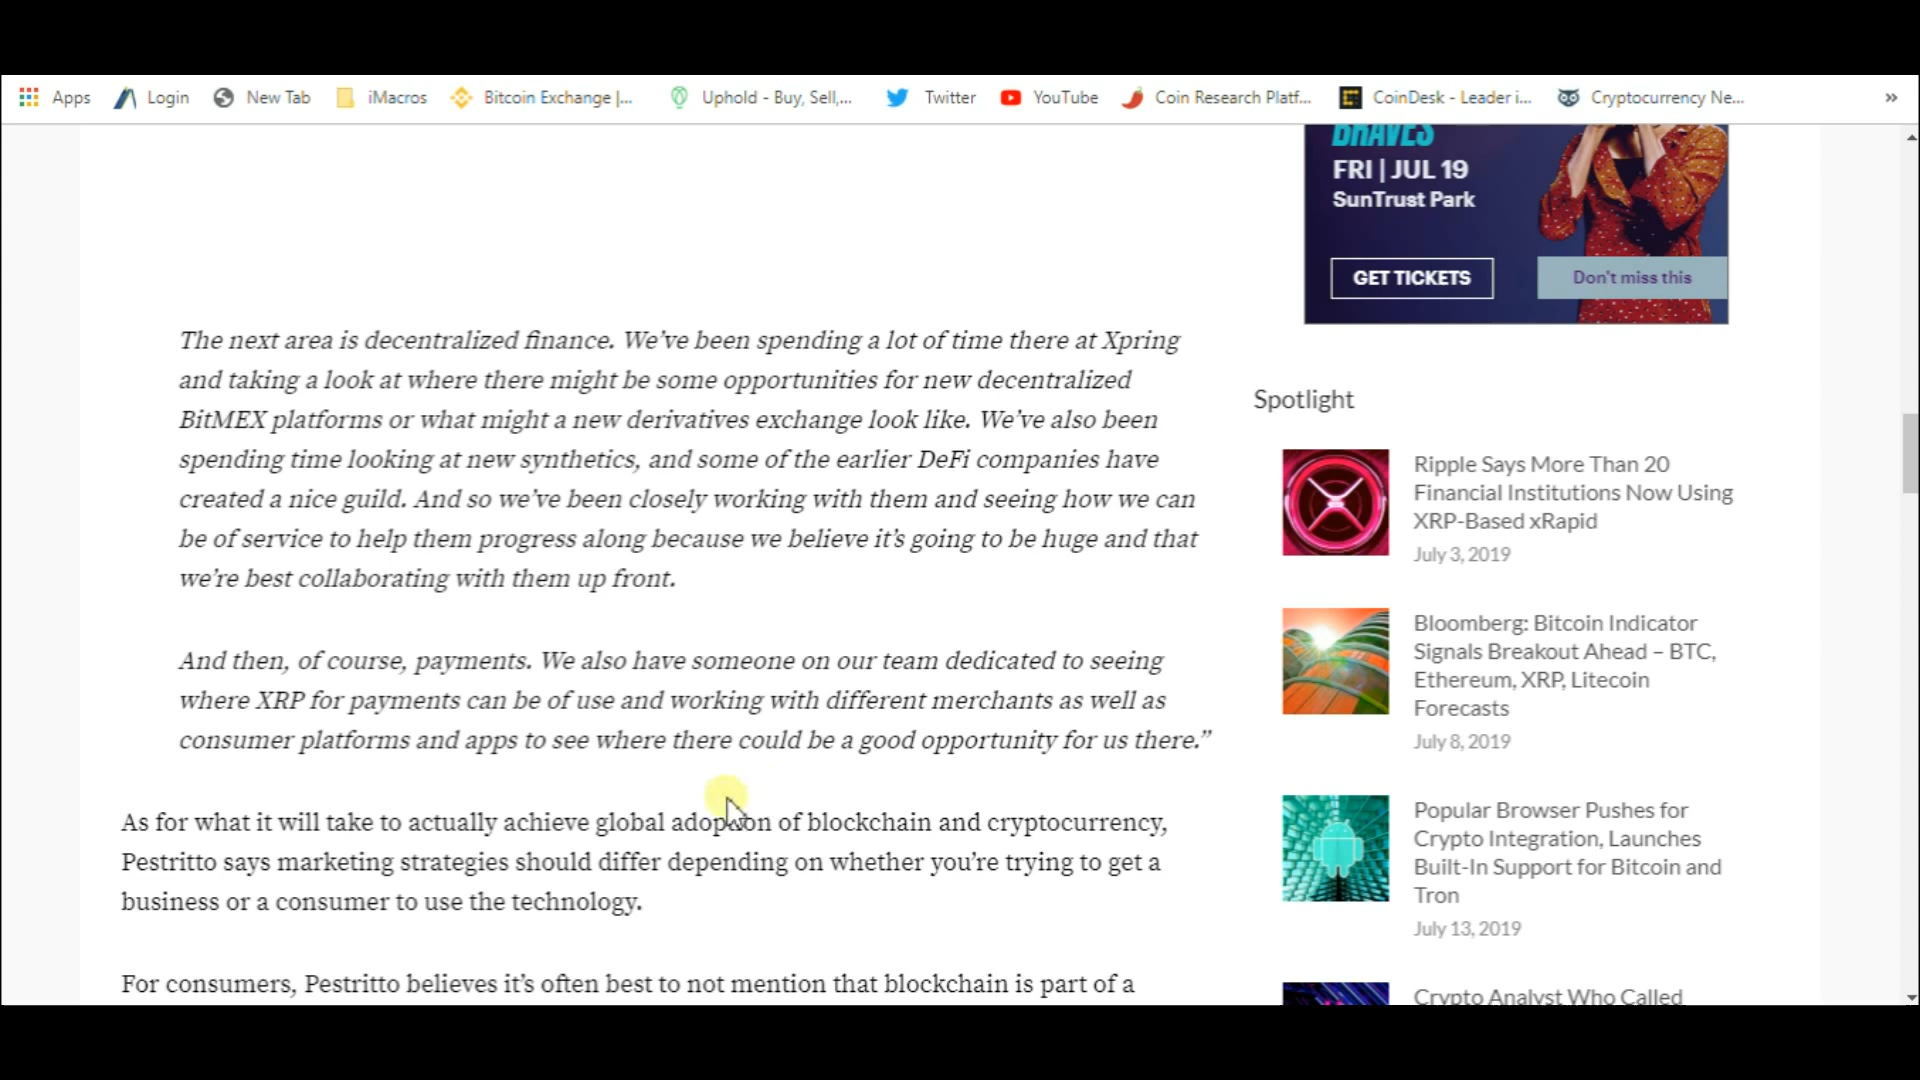 Apps
Login
New Tab
iMacros
Bitcoin Exchange |...
Uphold - Buy, Sell,...
Twitter
YouTube
Coin Research Platf...
CoinDesk - Leader i...
Cryptocurrency Ne...
»
BRAVES
FRI | JUL 19
SunTrust Park
GET TICKETS
Don't miss this
The next area is decentralized finance. We’ve been spending a lot of time there at Xpring
and taking a look at where there might be some opportunities for new decentralized
BitMEX platforms or what might a new derivatives exchange look like. We’ve also been
spending time looking at new synthetics, and some of the earlier DeFi companies have
created a nice guild. And so we’ve been closely working with them and seeing how we can
be of service to help them progress along because we believe it’s going to be huge and that
we’re best collaborating with them up front.
And then, of course, payments. We also have someone on our team dedicated to seeing
where XRP for payments can be of use and working with different merchants as well as
consumer platforms and apps to see where there could be a good opportunity for us there.”
As for what it will take to actually achieve global adoption of blockchain and cryptocurrency,
Pestritto says marketing strategies should differ depending on whether you’re trying to get a
business or a consumer to use the technology.
For consumers, Pestritto believes it’s often best to not mention that blockchain is part of a
Spotlight
Ripple Says More Than 20
Financial Institutions Now Using
XRP-Based xRapid
July 3, 2019
Bloomberg: Bitcoin Indicator
Signals Breakout Ahead – BTC,
Ethereum, XRP, Litecoin
Forecasts
July 8, 2019
Popular Browser Pushes for
Crypto Integration, Launches
Built-In Support for Bitcoin and
Tron
July 13, 2019
Crypto Analyst Who Called